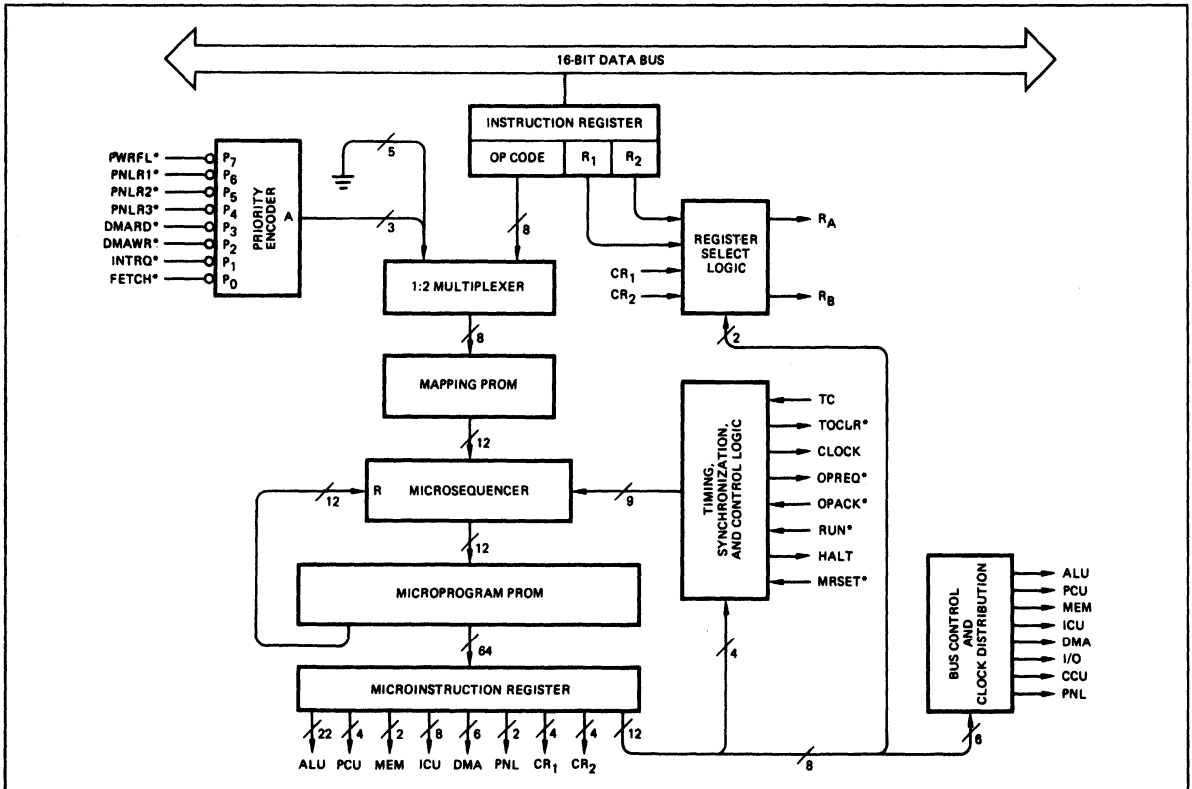 16-BIT DATA BUS
INSTRUCTION REGISTER
OP CODE R1 R2
PWRFL* P7
PNLR1* P6
PNLR2* P5
PNLR3* P4
DMARD* P3
DMAWR* P2
INTRQ* P1
FETCH* P0
PRIORITY
ENCODER
A
5
3
8
1:2 MULTIPLEXER
8
MAPPING PROM
12
R MICROSEQUENCER
12
9
12
MICROPROGRAM PROM
64
MICROINSTRUCTION REGISTER
22 4 2 8 6 2 4 4 12
ALU PCU MEM ICU DMA PNL CR1 CR2
REGISTER
SELECT
LOGIC
CR1
CR2
RA
RB
2
TIMING,
SYNCHRONIZATION,
AND CONTROL LOGIC
TC
TOCLR*
CLOCK
OPREQ*
OPACK*
RUN*
HALT
MRSET*
4
8
6
BUS CONTROL
AND
CLOCK DISTRIBUTION
ALU
PCU
MEM
ICU
DMA
I/O
CCU
PNL